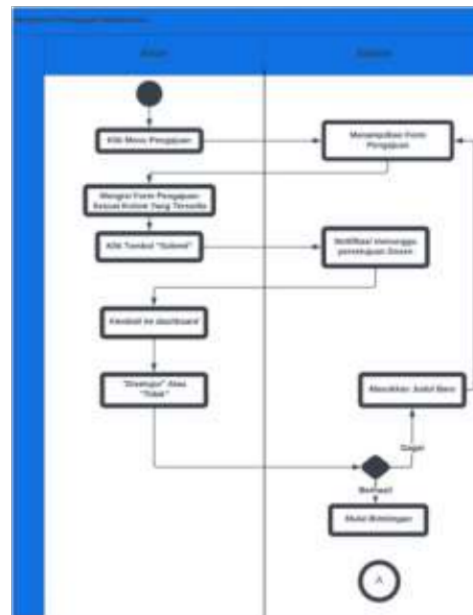 Klik Menu Pengajuan
Menampilkan Form
Pengajuan
Mengisi Form Pengajuan
Sesuai Kolom Yang Tersedia
Klik Tombol "Submit"
Notifikasi menunggu
persetujuan Dosen
Kembali ke dashboard
"Disetujui" Atau
"Tidak"
Masukkan Judul Baru
Gagal
Berhasil
Mulai Bimbingan
A